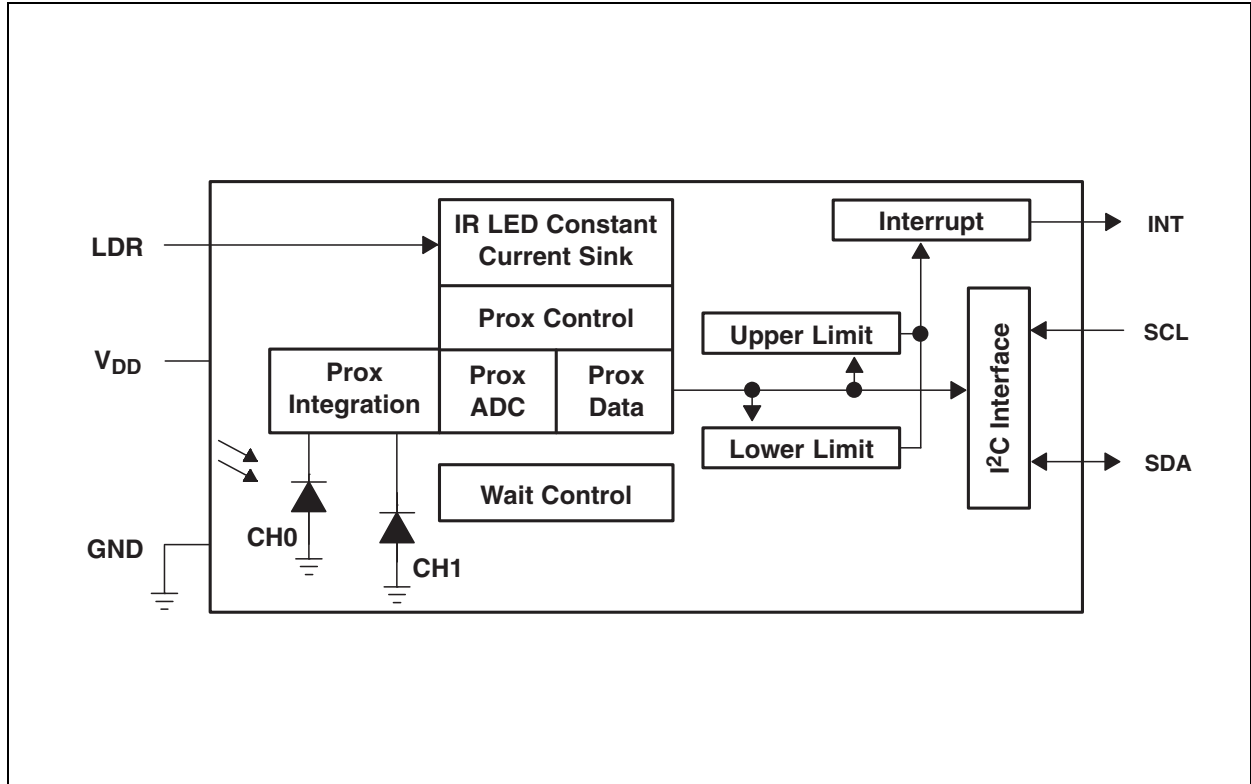 LDR
V_DD
GND
IR LED Constant
Current Sink
Prox Control
Prox
Integration
Prox
ADC
Prox
Data
Wait Control
CH0
CH1
Interrupt
Upper Limit
Lower Limit
I²C Interface
INT
SCL
SDA